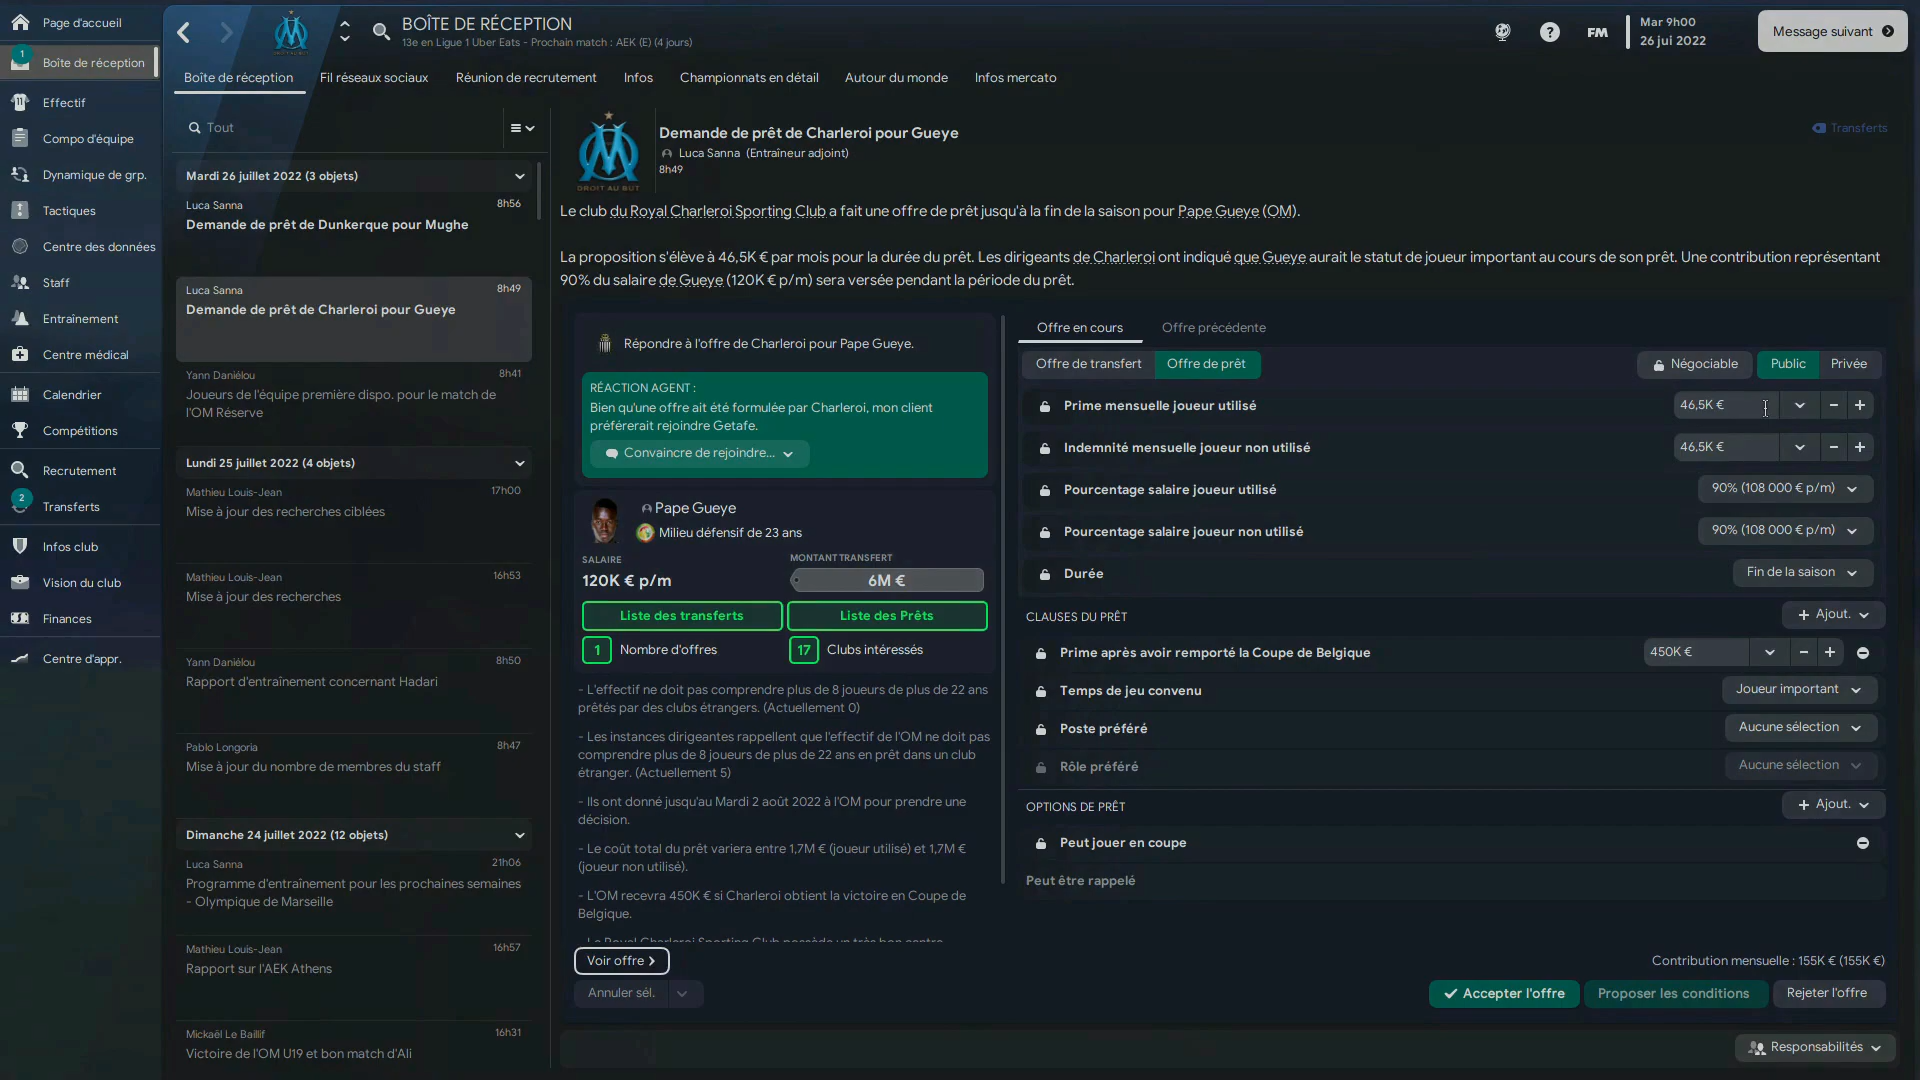 Page d'accueil
1
Boîte de réception
Effectif
Compo d'équipe
Dynamique de grp.
Tactiques
Centre des données
Staff
Entraînement
Centre médical
Calendrier
Compétitions
Recrutement
2
Transferts
Infos club
Vision du club
Finances
Centre d'appr.
BOÎTE DE RÉCEPTION
13e en Ligue 1 Uber Eats - Prochain match : AEK (E) (4 jours)
FM
Mar 9h00
26 jui 2022
Message suivant
Boîte de réception
Fil réseaux sociaux
Réunion de recrutement
Infos
Championnats en détail
Autour du monde
Infos mercato
Tout
Mardi 26 juillet 2022 (3 objets)
Luca Sanna 8h56
Demande de prêt de Dunkerque pour Mughe
Luca Sanna 8h49
Demande de prêt de Charleroi pour Gueye
Yann Daniélou 8h41
Joueurs de l'équipe première dispo. pour le match de
l'OM Réserve
Lundi 25 juillet 2022 (4 objets)
Mathieu Louis-Jean 17h00
Mise à jour des recherches ciblées
Mathieu Louis-Jean 16h53
Mise à jour des recherches
Yann Daniélou 8h50
Rapport d'entraînement concernant Hadari
Pablo Longoria 8h47
Mise à jour du nombre de membres du staff
Dimanche 24 juillet 2022 (12 objets)
Luca Sanna 21h06
Programme d'entraînement pour les prochaines semaines
- Olympique de Marseille
Mathieu Louis-Jean 16h57
Rapport sur l'AEK Athens
Mickaël Le Baillif 16h31
Victoire de l'OM U19 et bon match d'Ali
DROIT AU BUT
Demande de prêt de Charleroi pour Gueye
Luca Sanna (Entraîneur adjoint)
8h49
Transferts
Le club du Royal Charleroi Sporting Club a fait une offre de prêt jusqu'à la fin de la saison pour Pape Gueye (OM).
La proposition s'élève à 46,5K € par mois pour la durée du prêt. Les dirigeants de Charleroi ont indiqué que Gueye aurait le statut de joueur important au cours de son prêt. Une contribution représentant
90% du salaire de Gueye (120K € p/m) sera versée pendant la période du prêt.
Répondre à l'offre de Charleroi pour Pape Gueye.
RÉACTION AGENT :
Bien qu'une offre ait été formulée par Charleroi, mon client
préférerait rejoindre Getafe.
Convaincre de rejoindre...
Pape Gueye
Milieu défensif de 23 ans
SALAIRE
120K € p/m
MONTANT TRANSFERT
6M €
Liste des transferts
Liste des Prêts
1 Nombre d'offres
17 Clubs intéressés
- L'effectif ne doit pas comprendre plus de 8 joueurs de plus de 22 ans
prêtés par des clubs étrangers. (Actuellement 0)
- Les instances dirigeantes rappellent que l'effectif de l'OM ne doit pas
comprendre plus de 8 joueurs de plus de 22 ans en prêt dans un club
étranger. (Actuellement 5)
- Ils ont donné jusqu'au Mardi 2 août 2022 à l'OM pour prendre une
décision.
- Le coût total du prêt variera entre 1,7M € (joueur utilisé) et 1,7M €
(joueur non utilisé).
- L'OM recevra 450K € si Charleroi obtient la victoire en Coupe de
Belgique.
- Le Royal Charleroi Sporting Club possède un très bon centre
Voir offre
Annuler sél.
Offre en cours
Offre précédente
Offre de transfert
Offre de prêt
Négociable
Public
Privée
Prime mensuelle joueur utilisé 46,5K €
Indemnité mensuelle joueur non utilisé 46,5K €
Pourcentage salaire joueur utilisé 90% (108 000 € p/m)
Pourcentage salaire joueur non utilisé 90% (108 000 € p/m)
Durée Fin de la saison
CLAUSES DU PRÊT + Ajout.
Prime après avoir remporté la Coupe de Belgique 450K €
Temps de jeu convenu Joueur important
Poste préféré Aucune sélection
Rôle préféré Aucune sélection
OPTIONS DE PRÊT + Ajout.
Peut jouer en coupe
Peut être rappelé
Contribution mensuelle : 155K € (155K €)
Accepter l'offre
Proposer les conditions
Rejeter l'offre
Responsabilités